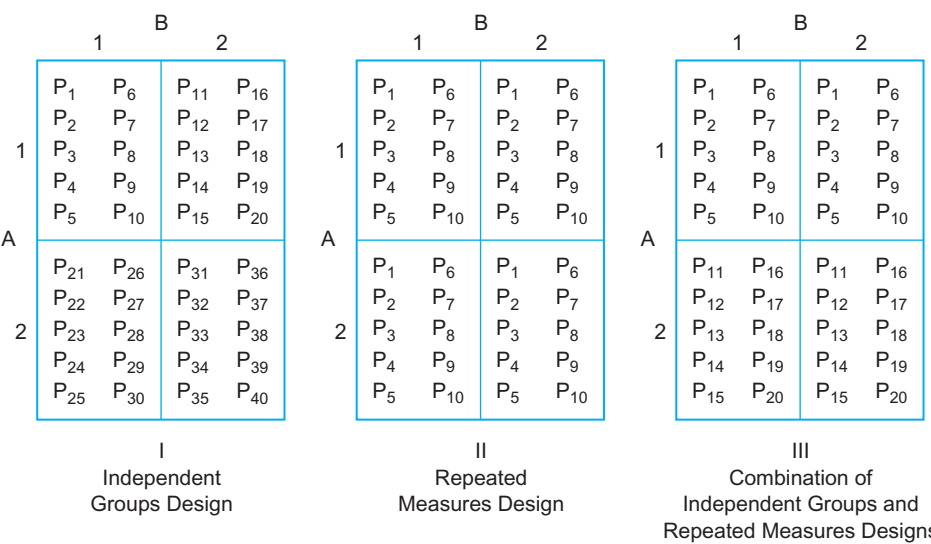 B B B
1 2 1 2 1 2
P1 P6 P11 P16 P1 P6 P1 P6 P1 P6 P1 P6
P2 P7 P12 P17 P2 P7 P2 P7 P2 P7 P2 P7
1 P3 P8 P13 P18 1 P3 P8 P3 P8 1 P3 P8 P3 P8
P4 P9 P14 P19 P4 P9 P4 P9 P4 P9 P4 P9
P5 P10 P15 P20 P5 P10 P5 P10 P5 P10 P5 P10
A A A
P21 P26 P31 P36 P1 P6 P1 P6 P11 P16 P11 P16
P22 P27 P32 P37 P2 P7 P2 P7 P12 P17 P12 P17
2 P23 P28 P33 P38 2 P3 P8 P3 P8 2 P13 P18 P13 P18
P24 P29 P34 P39 P4 P9 P4 P9 P14 P19 P14 P19
P25 P30 P35 P40 P5 P10 P5 P10 P15 P20 P15 P20
I
Independent
Groups Design
II
Repeated
Measures Design
III
Combination of
Independent Groups and
Repeated Measures Designs